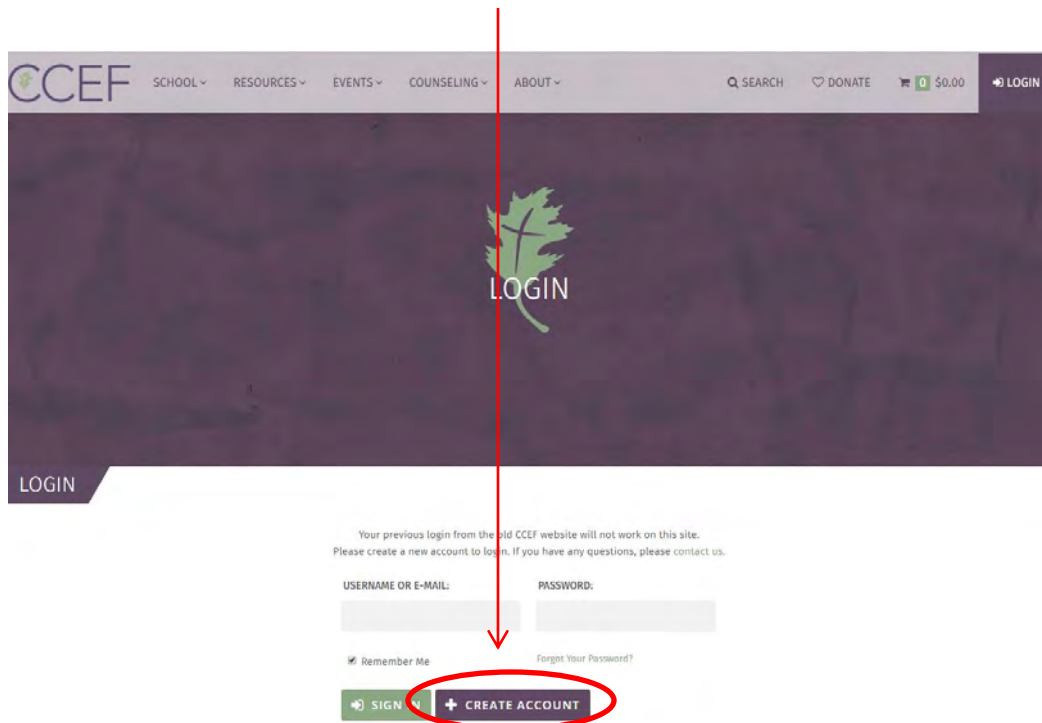 CCEF SCHOOL RESOURCES EVENTS COUNSELING ABOUT SEARCH DONATE 0 $0.00 LOGIN
LOGIN
LOGIN
Your previous login from the old CCEF website will not work on this site.
Please create a new account to login. If you have any questions, please contact us.
USERNAME OR E-MAIL: PASSWORD:
Remember Me Forgot Your Password?
SIGN IN + CREATE ACCOUNT